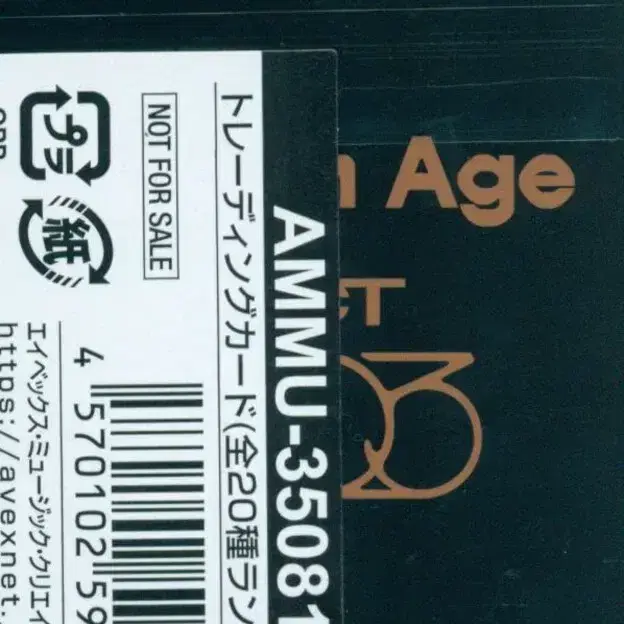 AMMU-35081
トレーディングカード(全20種ラン
NOT FOR SALE
プラ
紙
4 570102 59
エイベックス・ミュージック・クリエイ
https://avexnet.
Age
CT